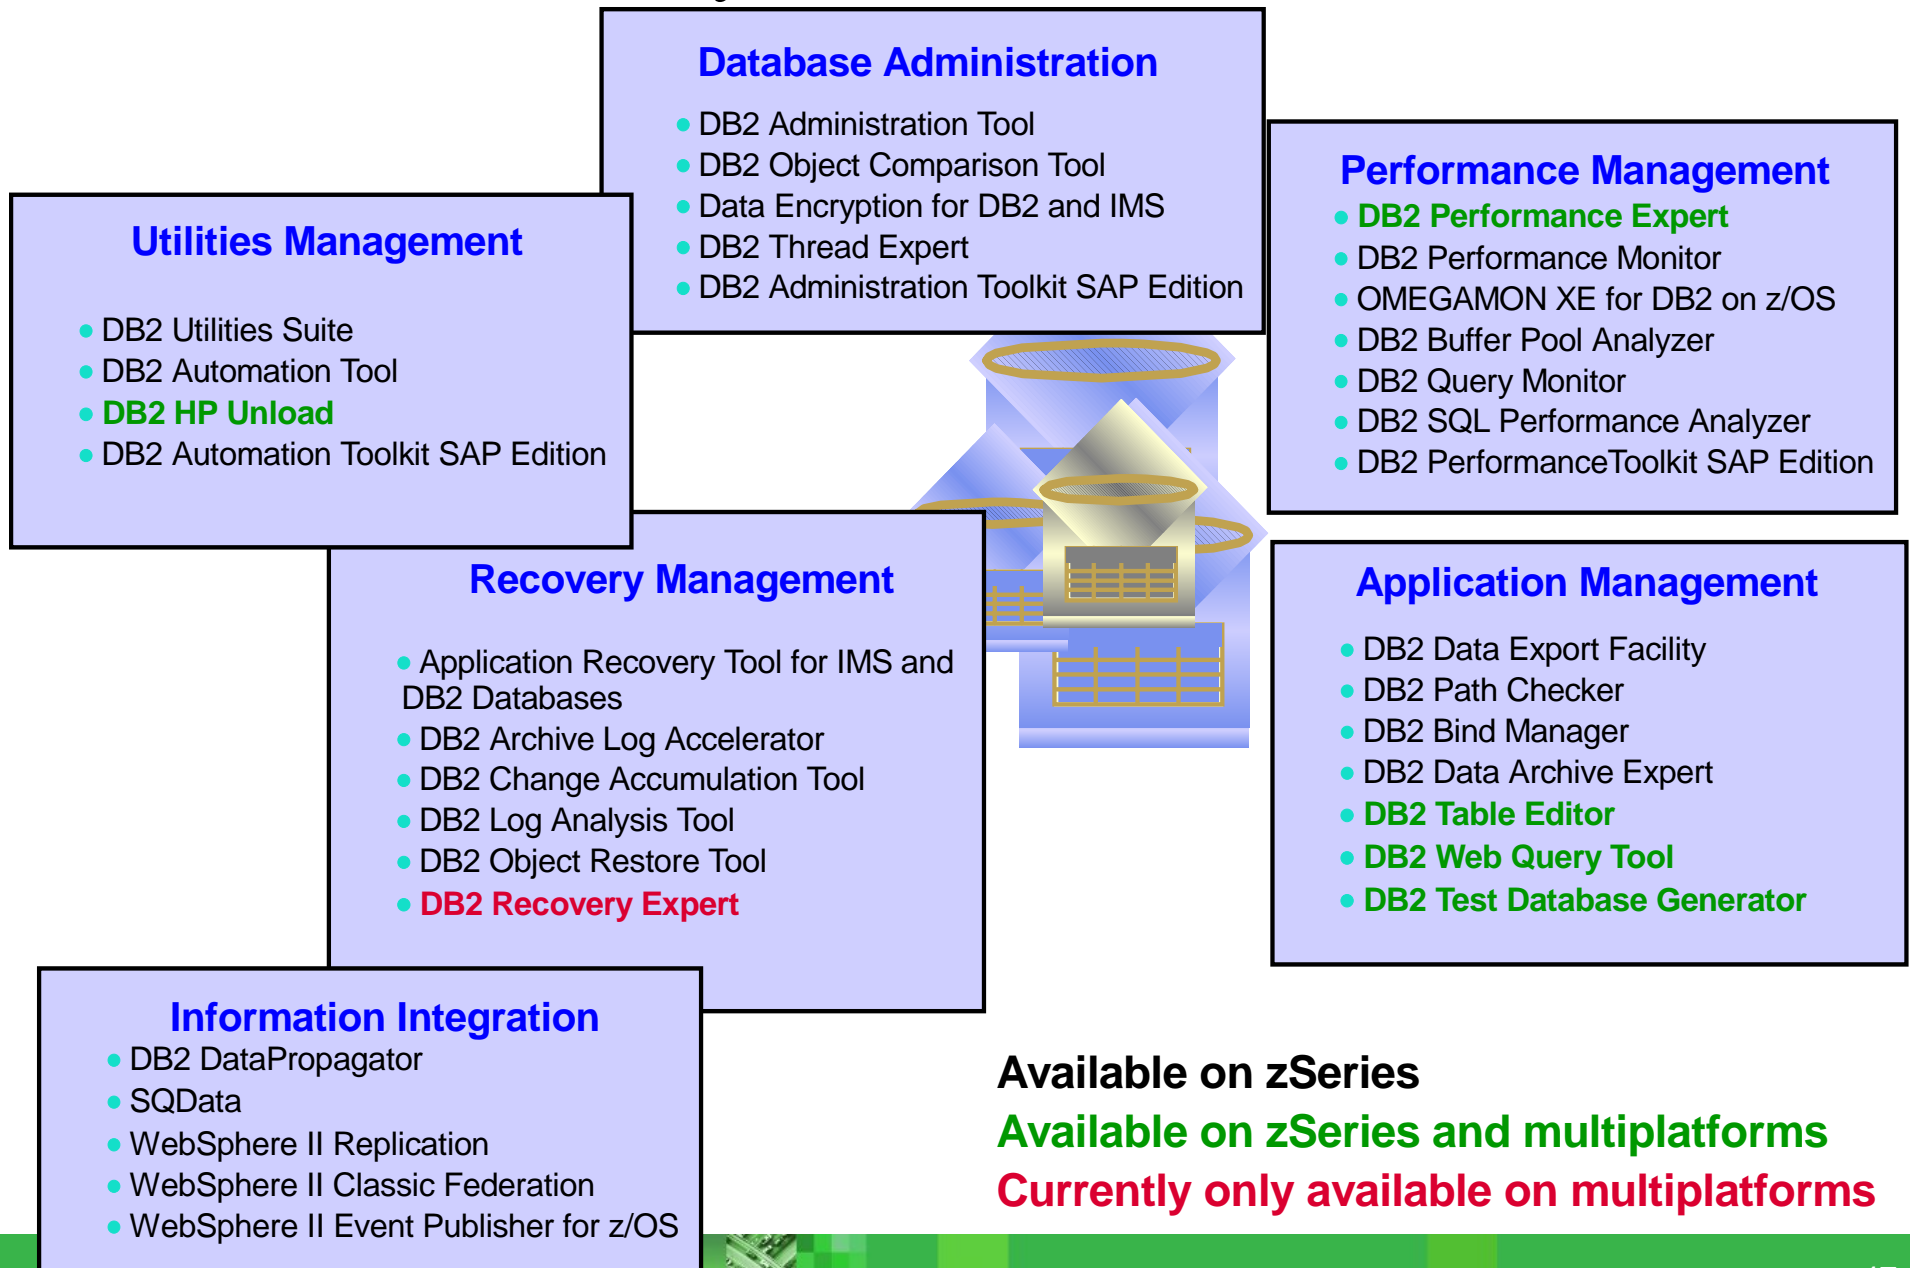 Database Administration
DB2 Administration Tool
DB2 Object Comparison Tool
Data Encryption for DB2 and IMS
DB2 Thread Expert
DB2 Administration Toolkit SAP Edition
Performance Management
DB2 Performance Expert
DB2 Performance Monitor
OMEGAMON XE for DB2 on z/OS
DB2 Buffer Pool Analyzer
DB2 Query Monitor
DB2 SQL Performance Analyzer
DB2 PerformanceToolkit SAP Edition
Utilities Management
DB2 Utilities Suite
DB2 Automation Tool
DB2 HP Unload
DB2 Automation Toolkit SAP Edition
Recovery Management
Application Recovery Tool for IMS and
DB2 Databases
DB2 Archive Log Accelerator
DB2 Change Accumulation Tool
DB2 Log Analysis Tool
DB2 Object Restore Tool
DB2 Recovery Expert
Application Management
DB2 Data Export Facility
DB2 Path Checker
DB2 Bind Manager
DB2 Data Archive Expert
DB2 Table Editor
DB2 Web Query Tool
DB2 Test Database Generator
Information Integration
DB2 DataPropagator
SQData
WebSphere II Replication
WebSphere II Classic Federation
WebSphere II Event Publisher for z/OS
Available on zSeries
Available on zSeries and multiplatforms
Currently only available on multiplatforms